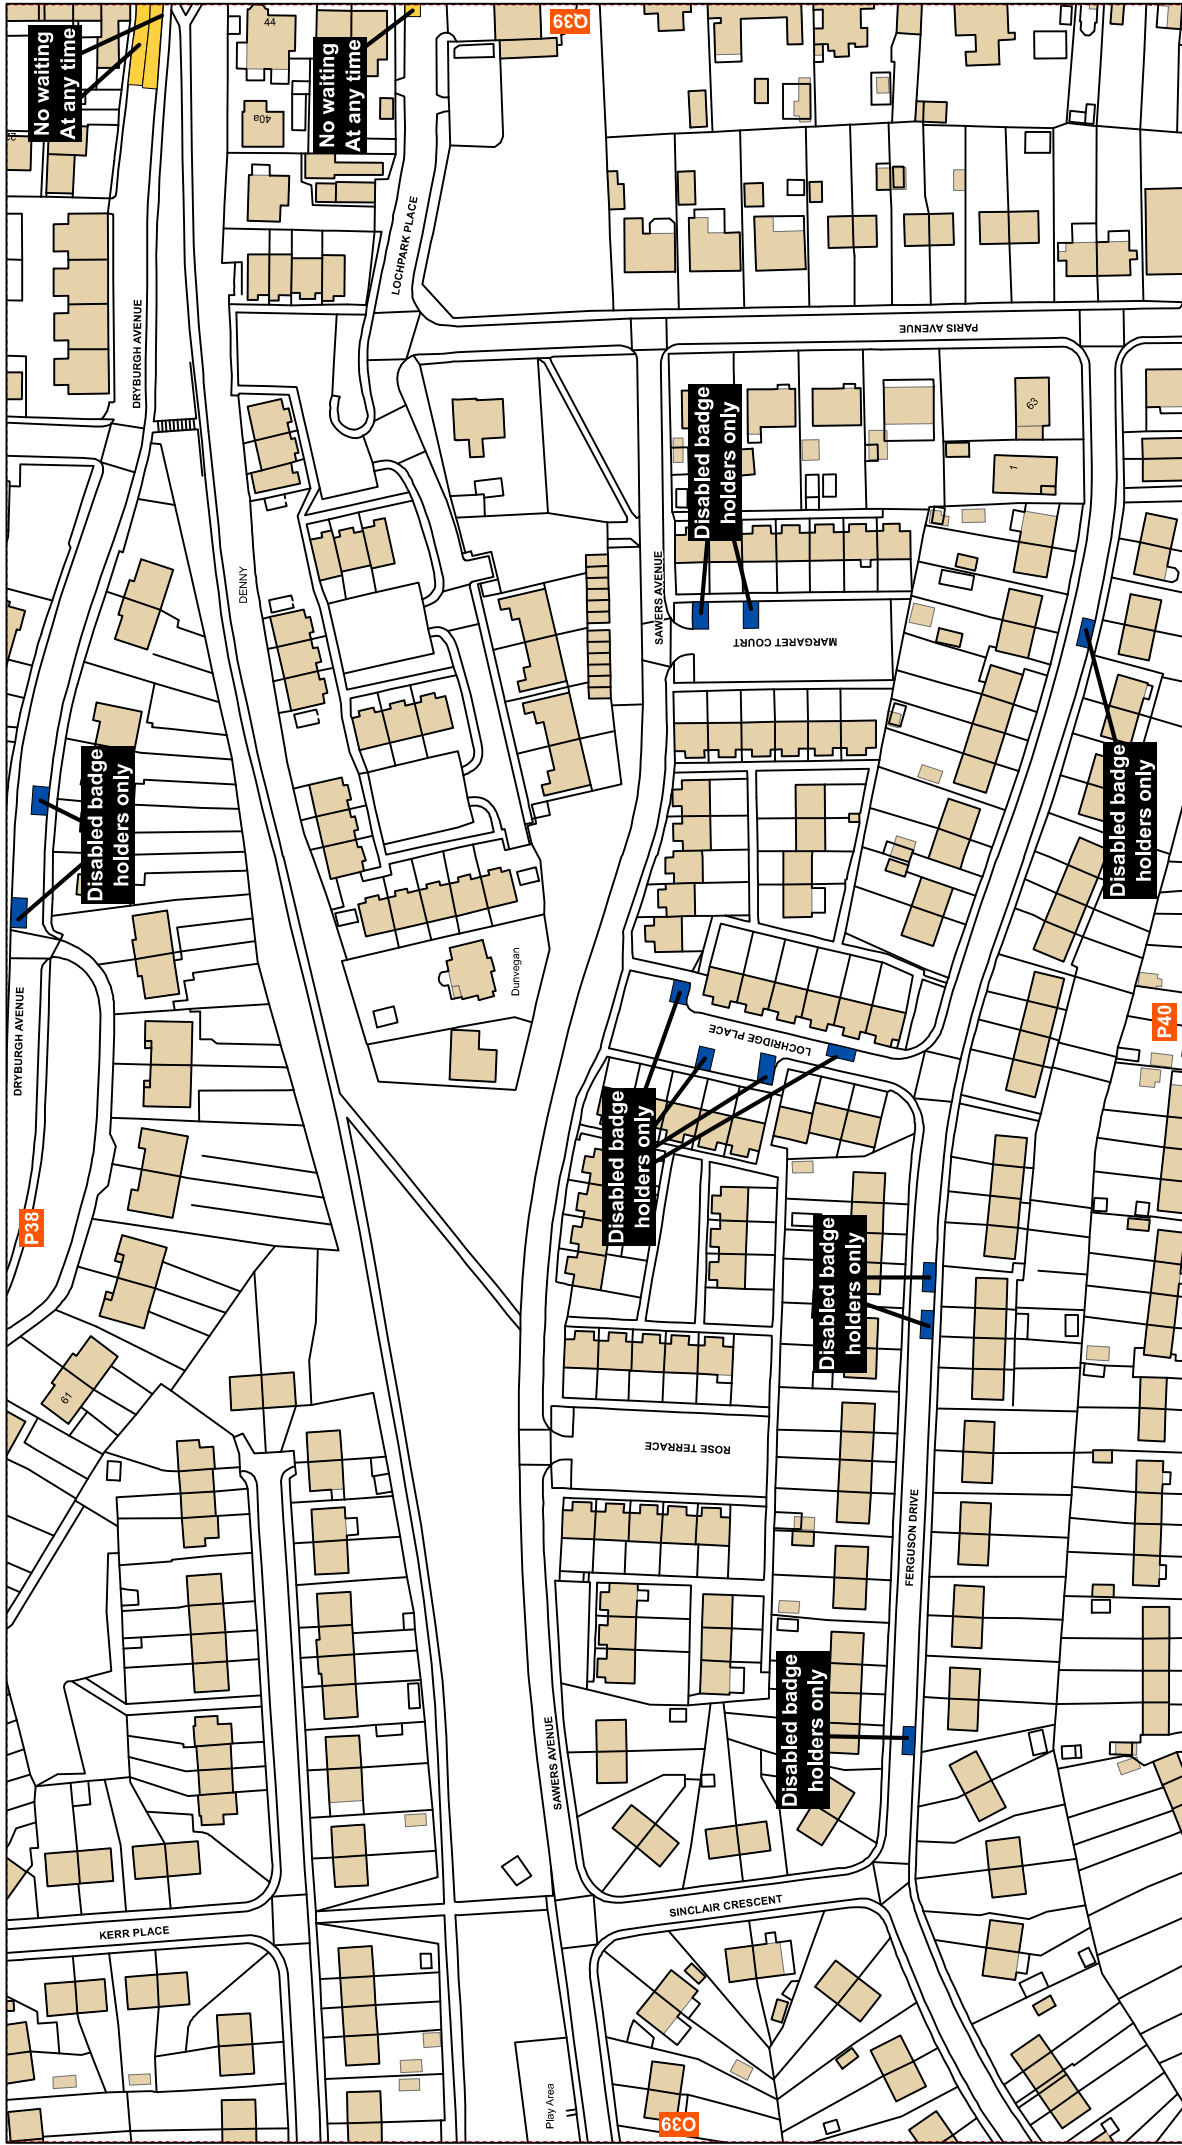 No waiting
At any time
44
40a
No waiting
At any time
Q39
LOCHPARK PLACE
DRYBURGH AVENUE
PARIS AVENUE
63
1
Disabled badge
holders only
DENNY
SAWERS AVENUE
MARGARET COURT
Disabled badge
holders only
Disabled badge
holders only
DRYBURGH AVENUE
Dunvegan
LOCHRIDGE PLACE
P40
Disabled badge
holders only
P38
Disabled badge
holders only
61
ROSE TERRACE
FERGUSON DRIVE
Disabled badge
holders only
SAWERS AVENUE
SINCLAIR CRESCENT
KERR PLACE
Play Area
O39